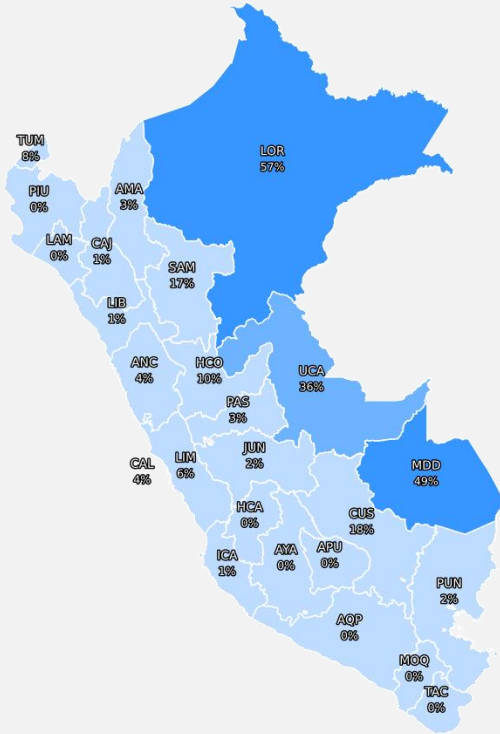 LOR
57%
TUM
8%
PIU
0%
AMA
3%
LAM
0%
CAJ
1%
SAM
17%
LIB
1%
ANC
4%
HCO
10%
UCA
36%
PAS
3%
JUN
2%
LIM
6%
CAL
4%
MDD
49%
HCA
0%
CUS
18%
ICA
1%
AYA
0%
APU
0%
PUN
2%
AQP
0%
MOQ
0%
TAC
0%